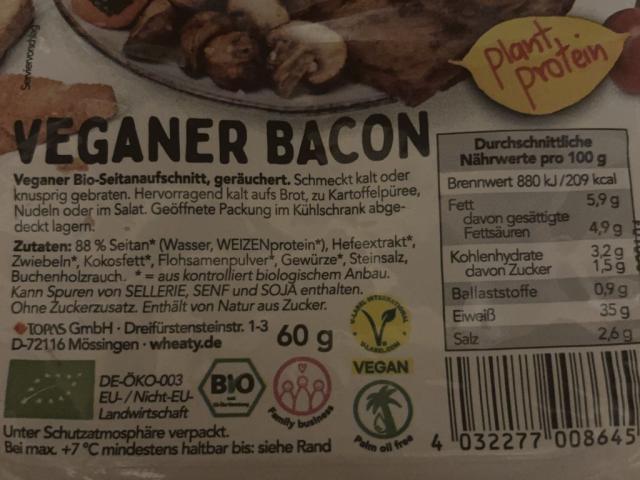 Serviervorschlag
plant
protein
VEGANER BACON
Veganer Bio-Seitanaufschnitt, geräuchert. Schmeckt kalt oder
knusprig gebraten. Hervorragend kalt aufs Brot, zu Kartoffelpüree,
Nudeln oder im Salat. Geöffnete Packung im Kühlschrank abge-
deckt lagern.
Zutaten: 88 % Seitan* (Wasser, WEIZENprotein*), Hefeextrakt*,
Zwiebeln*, Kokosfett*, Flohsamenpulver*, Gewürze*, Steinsalz,
Buchenholzrauch. * = aus kontrolliert biologischem Anbau.
Kann Spuren von SELLERIE, SENF und SOJA enthalten.
Ohne Zuckerzusatz. Enthält von Natur aus Zucker.
TOPAS GmbH · Dreifürstensteinstr. 1-3
D-72116 Mössingen · wheaty.de
60 g
V-LABEL INTERNATIONAL
V-LABEL.COM
VEGAN
DE-ÖKO-003
EU-/Nicht-EU-
Landwirtschaft
BIO
Family business
Palm oil free
Unter Schutzatmosphäre verpackt.
Bei max. +7 °C mindestens haltbar bis: siehe Rand
Durchschnittliche
Nährwerte pro 100 g
Brennwert 880 kJ/209 kcal
Fett 5,9 g
davon gesättigte
Fettsäuren 4,9 g
Kohlenhydrate 3,2 g
davon Zucker 1,5 g
Ballaststoffe 0,9 g
Eiweiß 35 g
Salz 2,6 g
4 032277 008645